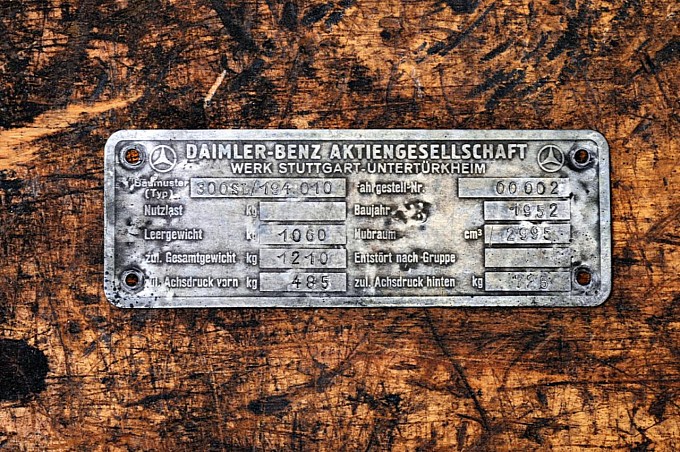 DAIMLER-BENZ AKTIENGESELLSCHAFT
WERK STUTTGART-UNTERTÜRKHEIM
Baumuster (Typ) 300SL/194 010 Fahrgestell-Nr. 00002
Nutzlast kg Baujahr 1952
Leergewicht kg 1060 Hubraum cm³ 2995
zul. Gesamtgewicht kg 1210 Entstört nach Gruppe
zul. Achsdruck vorn kg 485 zul. Achsdruck hinten kg